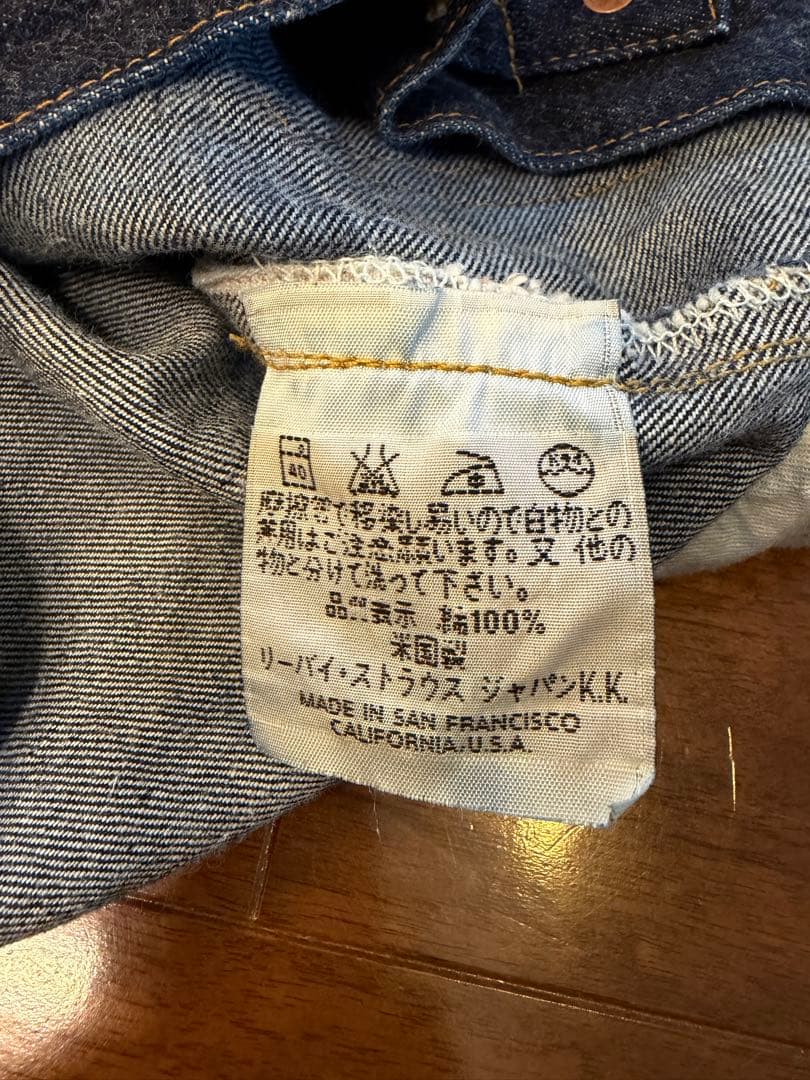 40
摩擦等で移染し易いので白物との
兼用はご注意願います。又 他の
物と分けて洗って下さい。
品質表示 綿100%
米国製
リーバイ・ストラウス ジャパンK.K.
MADE IN SAN FRANCISCO
CALIFORNIA. U.S.A.